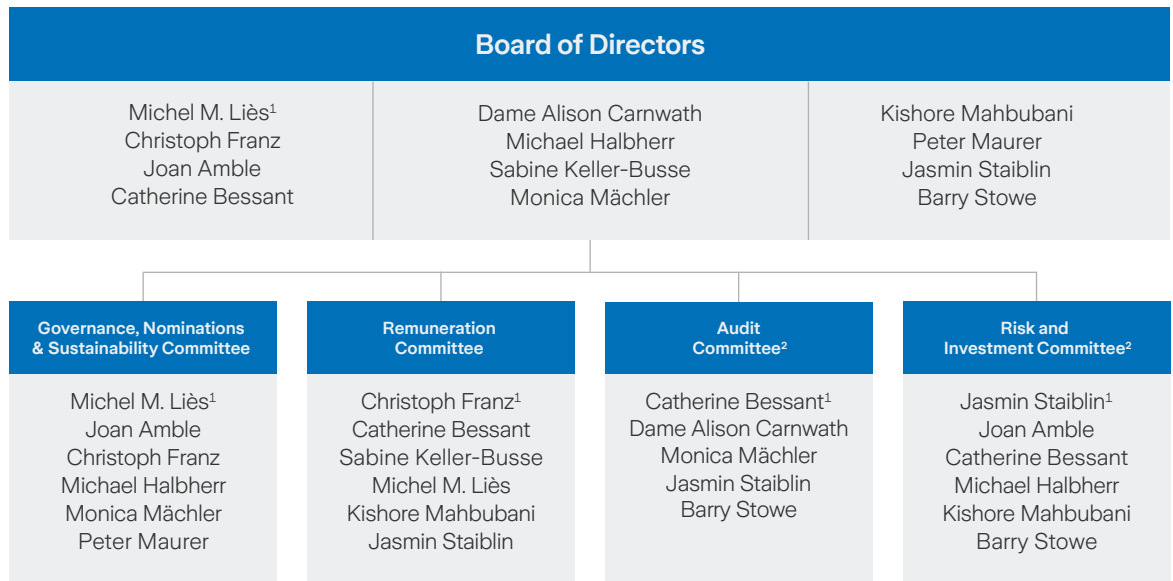 Board of Directors
Michel M. Liès¹
Christoph Franz
Joan Amble
Catherine Bessant
Dame Alison Carnwath
Michael Halbherr
Sabine Keller-Busse
Monica Mächler
Kishore Mahbubani
Peter Maurer
Jasmin Staiblin
Barry Stowe
Governance, Nominations
& Sustainability Committee
Michel M. Liès¹
Joan Amble
Christoph Franz
Michael Halbherr
Monica Mächler
Peter Maurer
Remuneration
Committee
Christoph Franz¹
Catherine Bessant
Sabine Keller-Busse
Michel M. Liès
Kishore Mahbubani
Jasmin Staiblin
Audit
Committee²
Catherine Bessant¹
Dame Alison Carnwath
Monica Mächler
Jasmin Staiblin
Barry Stowe
Risk and
Investment Committee²
Jasmin Staiblin¹
Joan Amble
Catherine Bessant
Michael Halbherr
Kishore Mahbubani
Barry Stowe